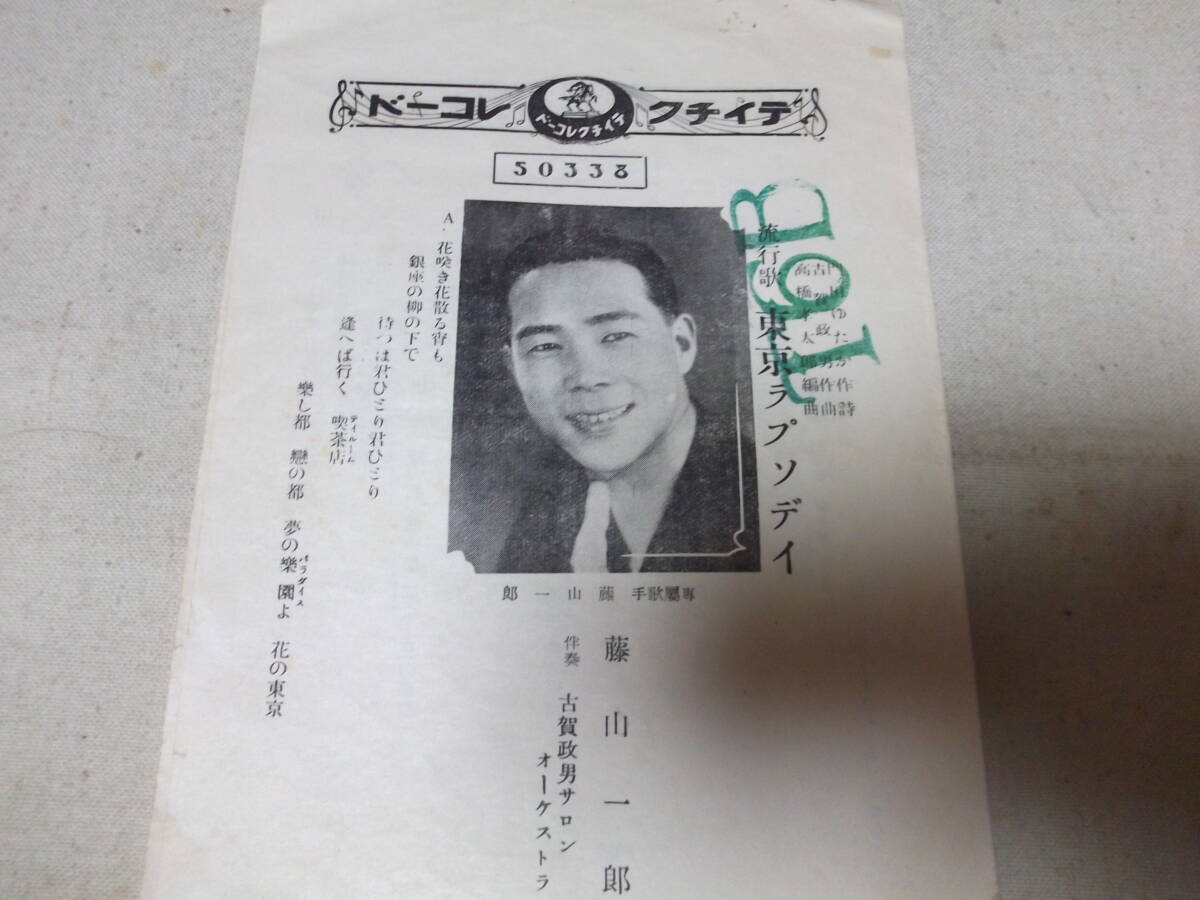 テイチク レコード
テイチクレコード
50338
流行歌 東京ラプソデイ
門田ゆたか作詩
古賀政男作曲
高橋孝太郎編曲
専屬歌手 藤山一郎
藤山一郎
伴奏 古賀政男サロン
オーケストラ
A.花咲き花散る宵も
銀座の柳の下で
待つは君ひとり君ひとり
逢へば行く 喫茶店
テイルーム
樂し都 戀の都 夢の樂園よ 花の東京
パラダイス